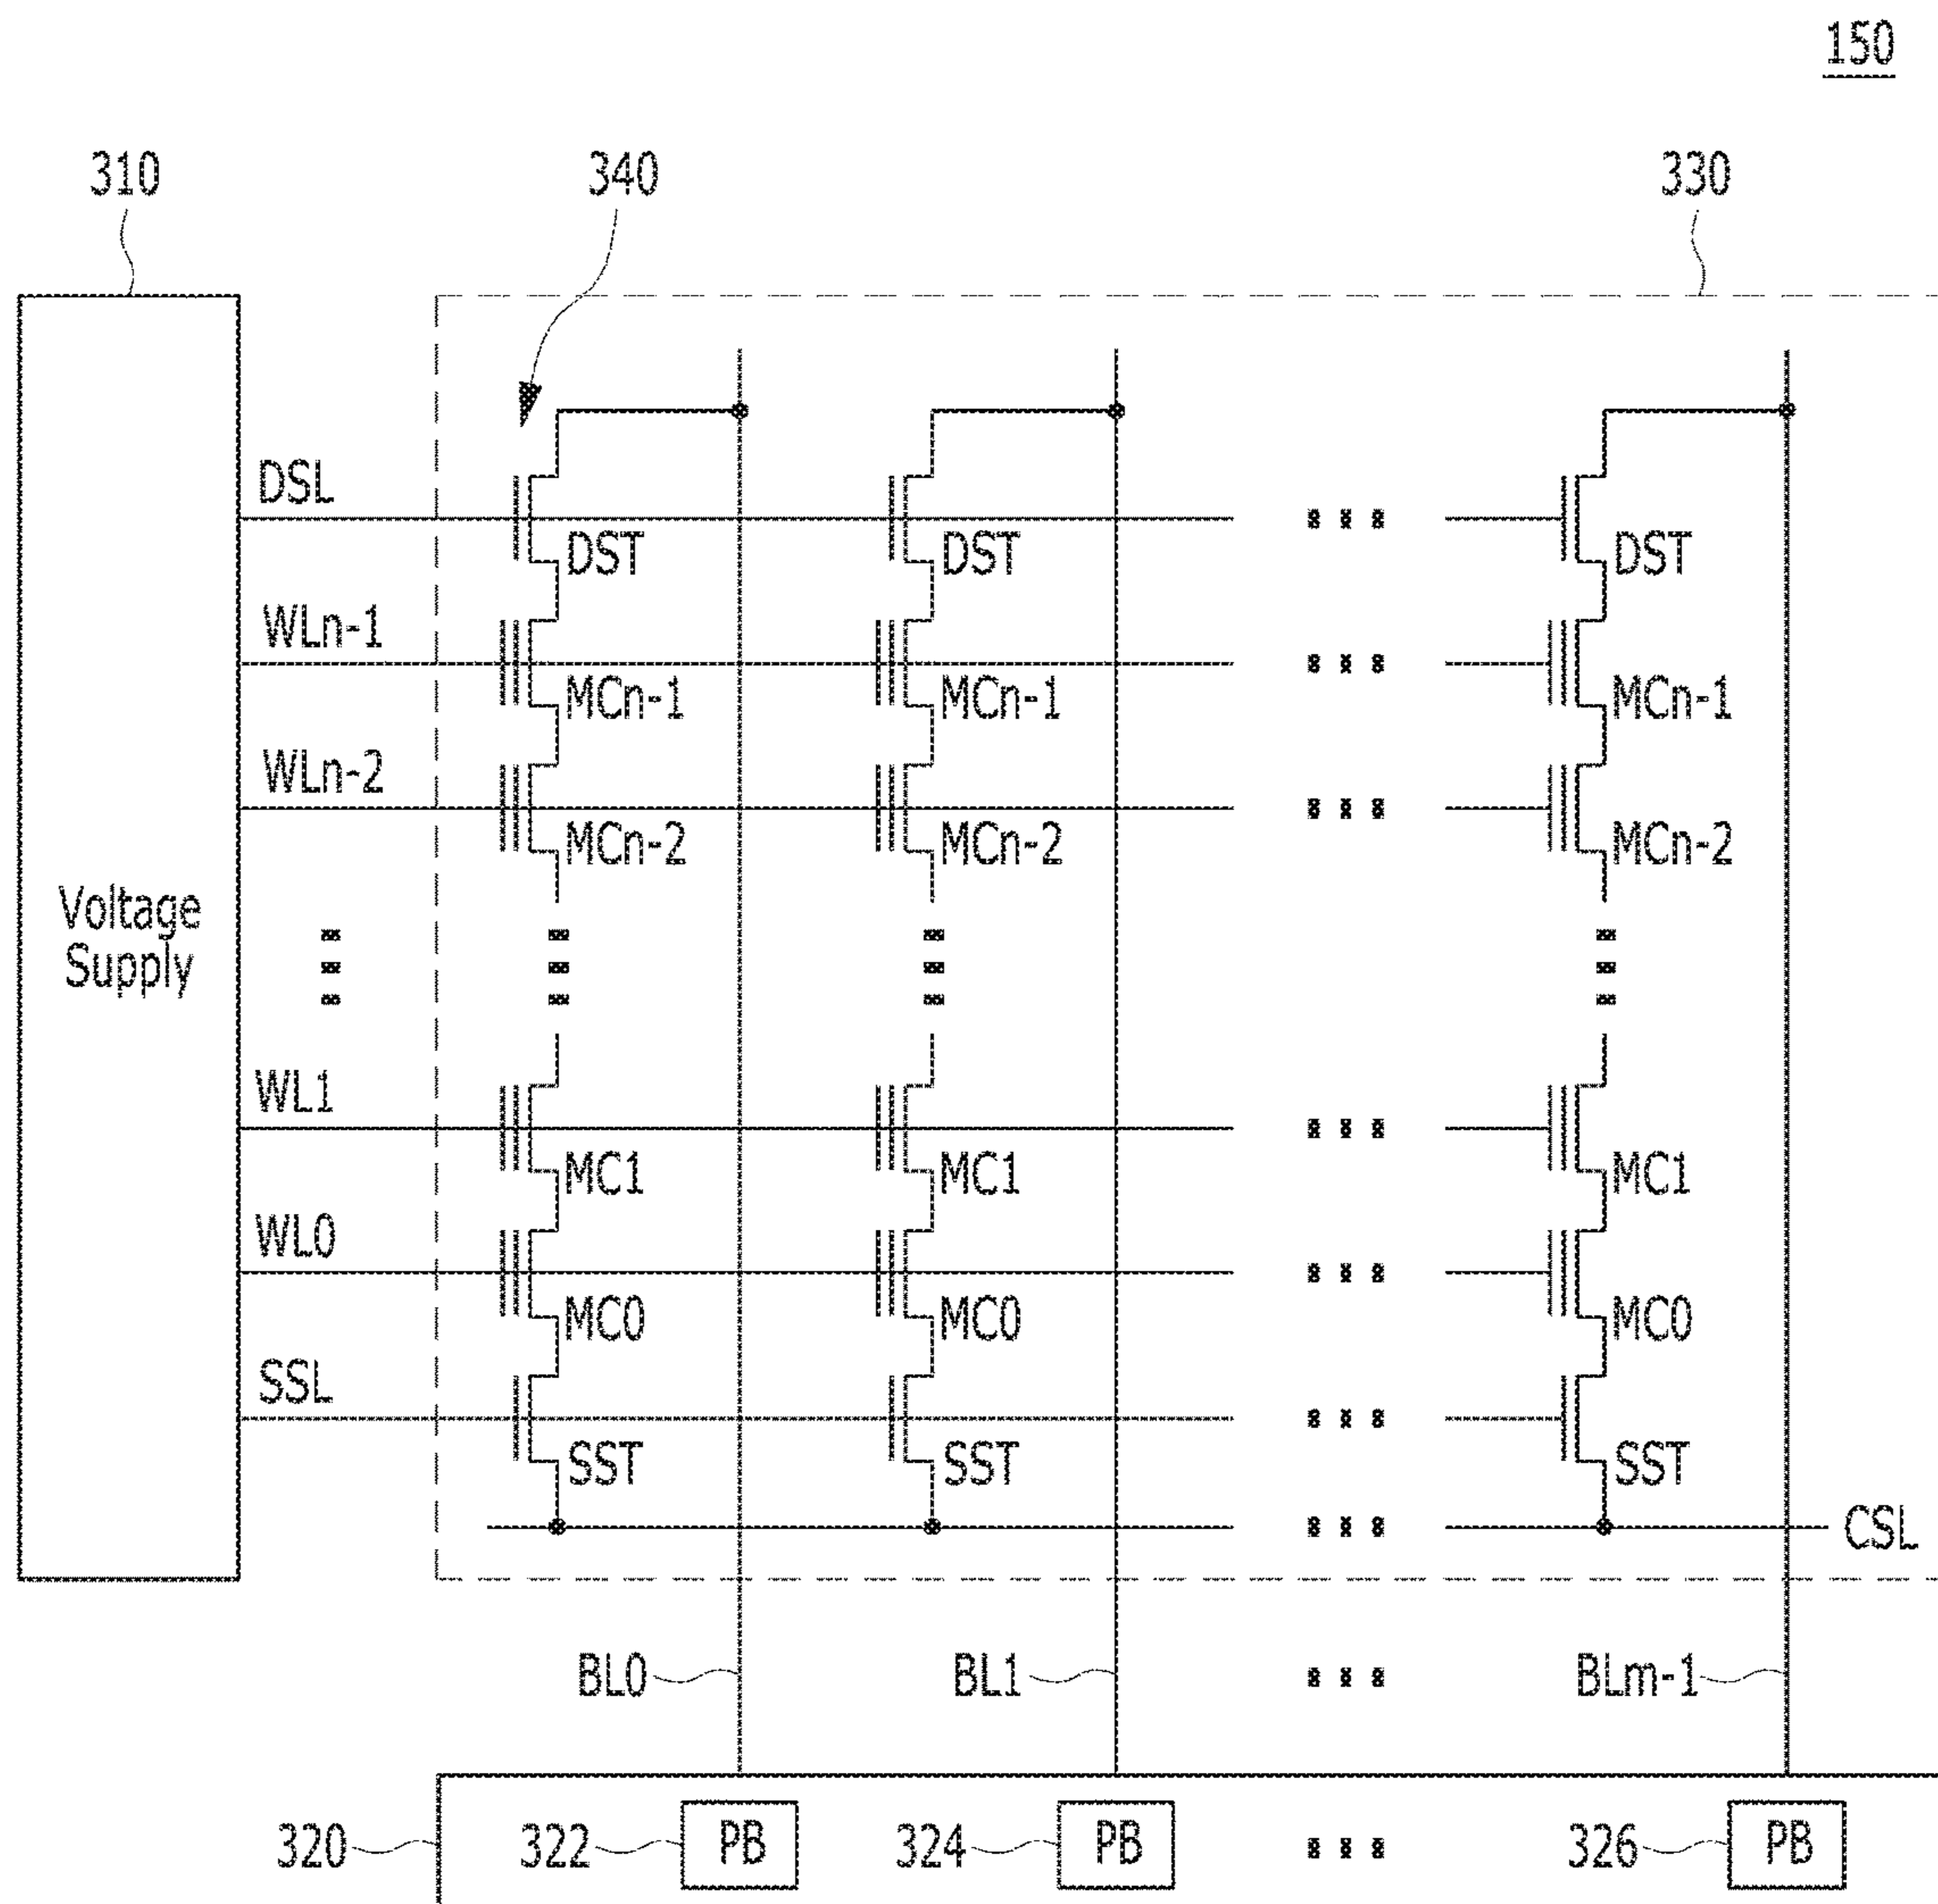 150
310 340 330
DSL
DST DST DST
WLn-1
MCn-1 MCn-1 MCn-1
WLn-2
MCn-2 MCn-2 MCn-2
Voltage
Supply
WL1
MC1 MC1 MC1
WL0
MC0 MC0 MC0
SSL
SST SST SST
CSL
BL0 BL1 BLm-1
320 322 PB 324 PB 326 PB